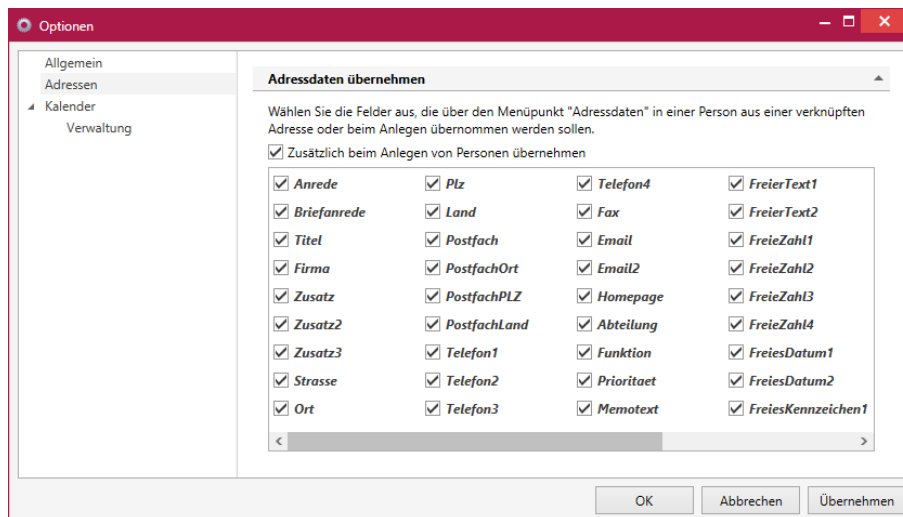 Optionen
Allgemein
Adressen
Kalender
Verwaltung
Adressdaten übernehmen
Wählen Sie die Felder aus, die über den Menüpunkt "Adressdaten" in einer Person aus einer verknüpften
Adresse oder beim Anlegen übernommen werden sollen.
Zusätzlich beim Anlegen von Personen übernehmen
Anrede Plz Telefon4 FreierText1
Briefanrede Land Fax FreierText2
Titel Postfach Email FreieZahl1
Firma PostfachOrt Email2 FreieZahl2
Zusatz PostfachPLZ Homepage FreieZahl3
Zusatz2 PostfachLand Abteilung FreieZahl4
Zusatz3 Telefon1 Funktion FreiesDatum1
Strasse Telefon2 Prioritaet FreiesDatum2
Ort Telefon3 Memotext FreiesKennzeichen1
OK Abbrechen Übernehmen